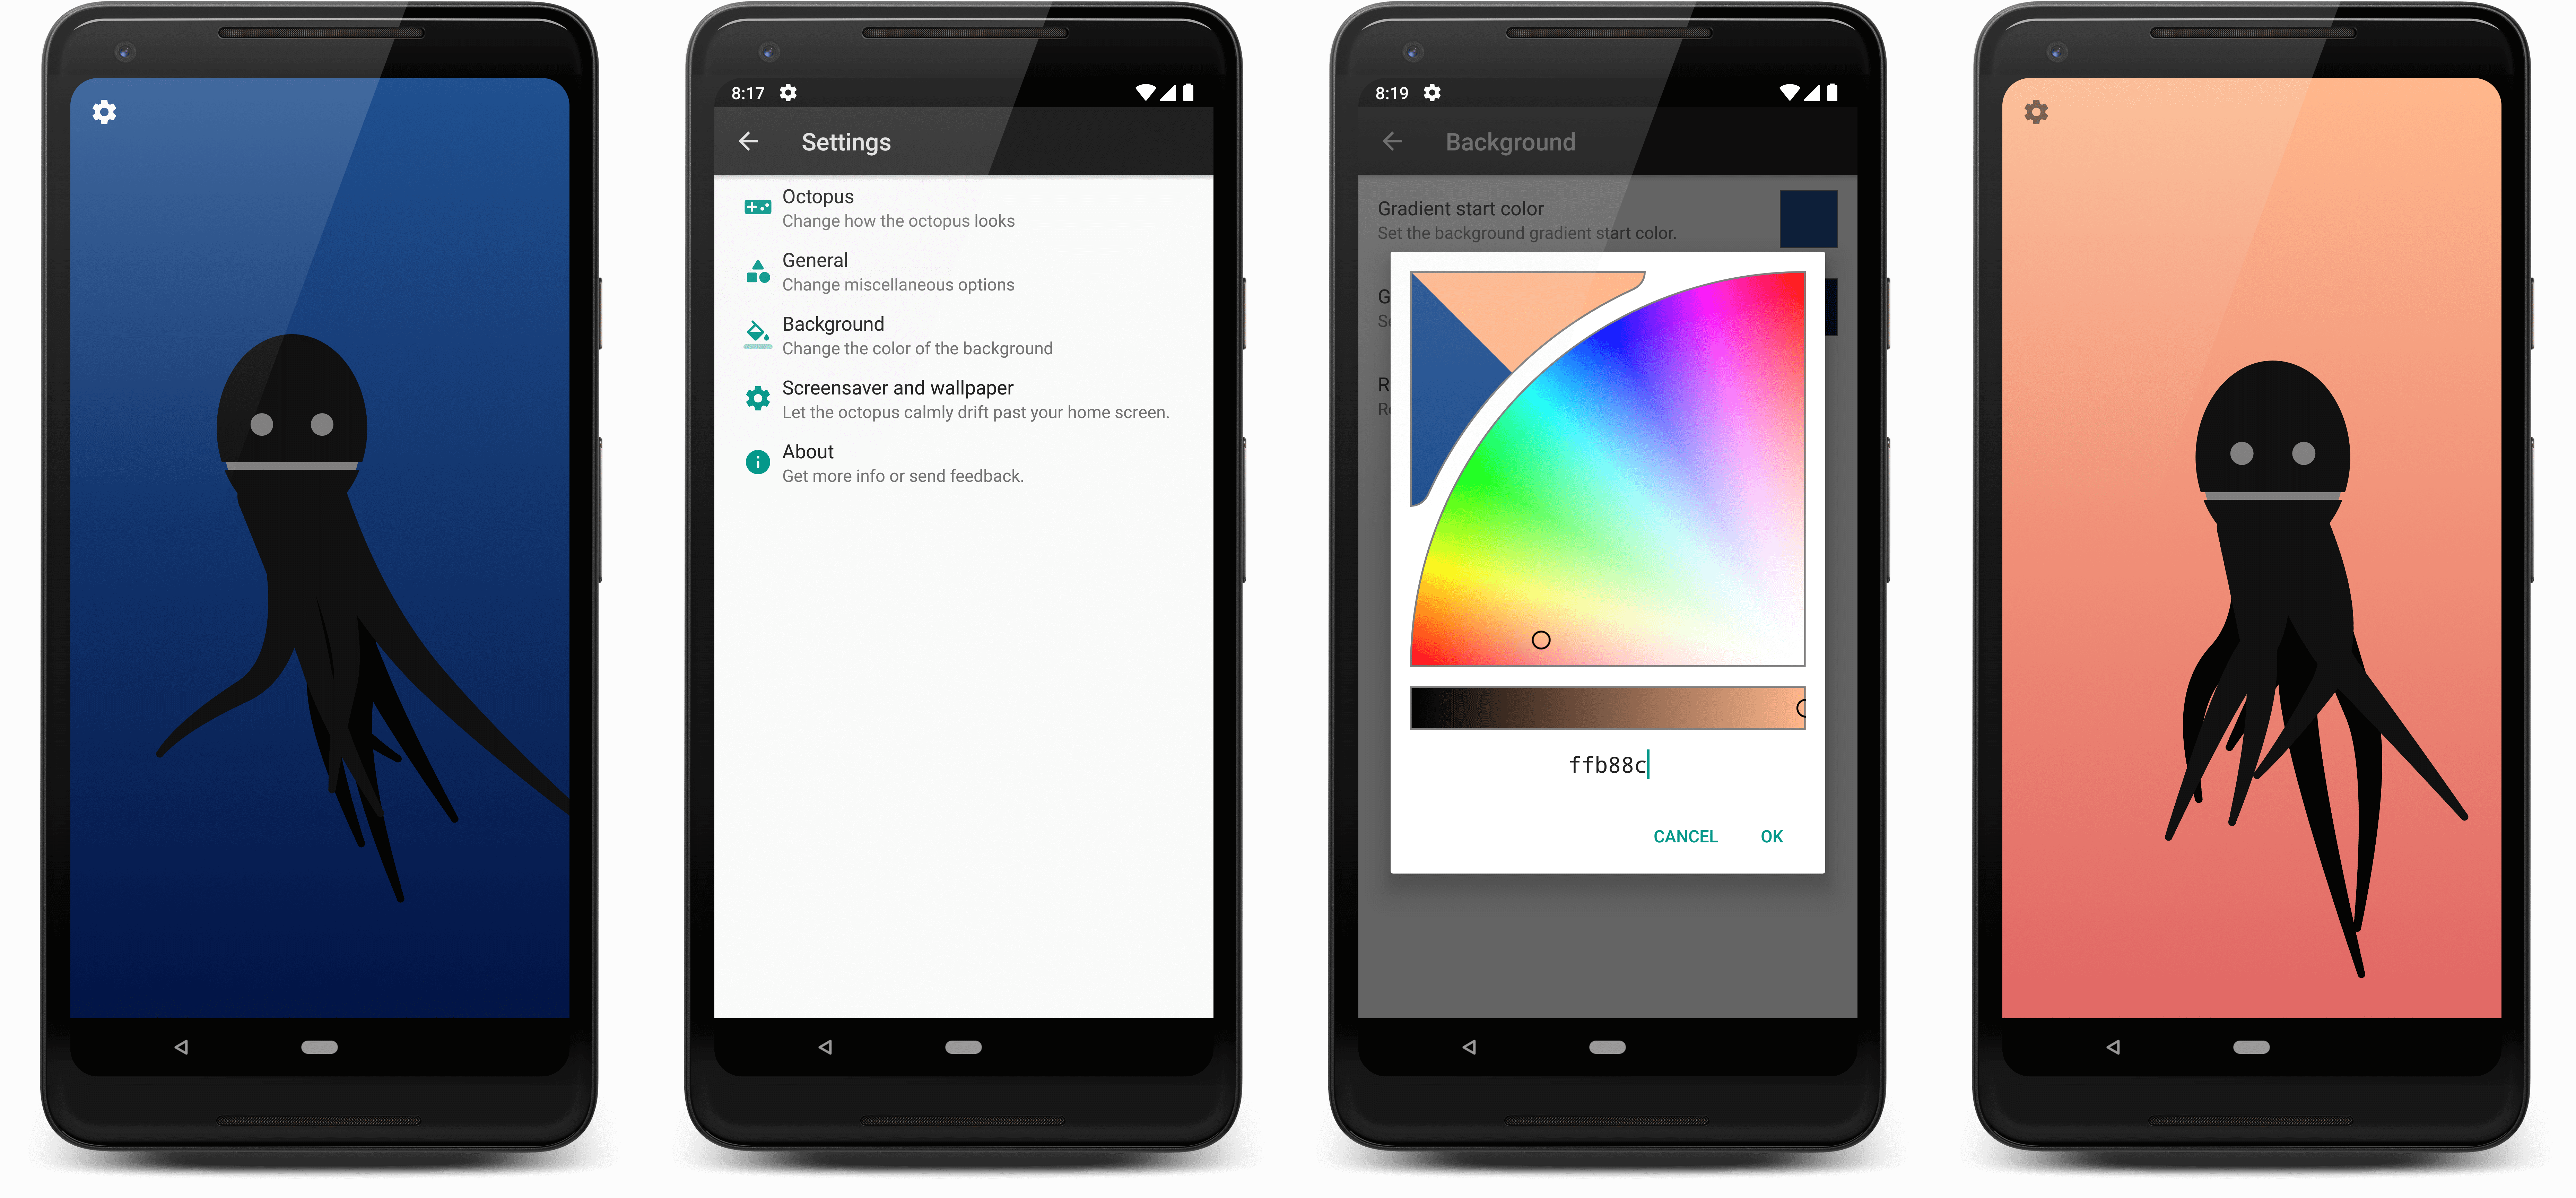 8:17
Settings
Octopus
Change how the octopus looks
General
Change miscellaneous options
Background
Change the color of the background
Screensaver and wallpaper
Let the octopus calmly drift past your home screen.
About
Get more info or send feedback.
8:19
Background
Gradient start color
Set the background gradient start color.
G
S
R
R
ffb88c
CANCEL OK